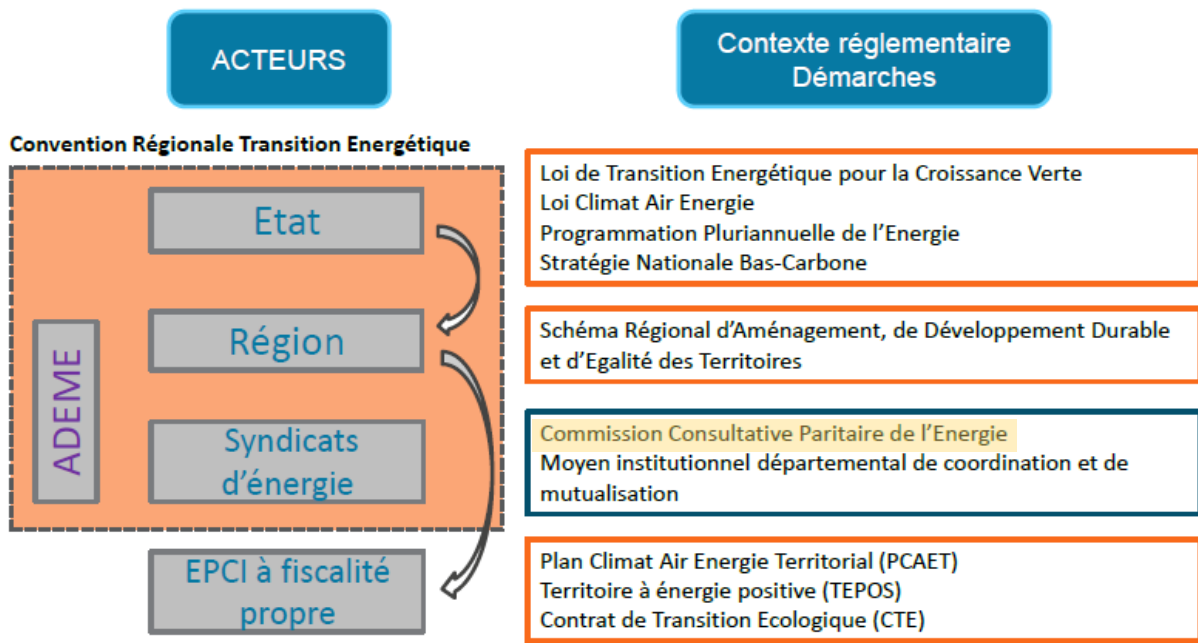 ACTEURS
Contexte réglementaire
Démarches
Convention Régionale Transition Energétique
Etat
Loi de Transition Energétique pour la Croissance Verte
Loi Climat Air Energie
Programmation Pluriannuelle de l’Energie
Stratégie Nationale Bas-Carbone
ADEME
Région
Schéma Régional d’Aménagement, de Développement Durable
et d’Egalité des Territoires
Syndicats
d’énergie
Commission Consultative Paritaire de l’Energie
Moyen institutionnel départemental de coordination et de
mutualisation
EPCI à fiscalité
propre
Plan Climat Air Energie Territorial (PCAET)
Territoire à énergie positive (TEPOS)
Contrat de Transition Ecologique (CTE)